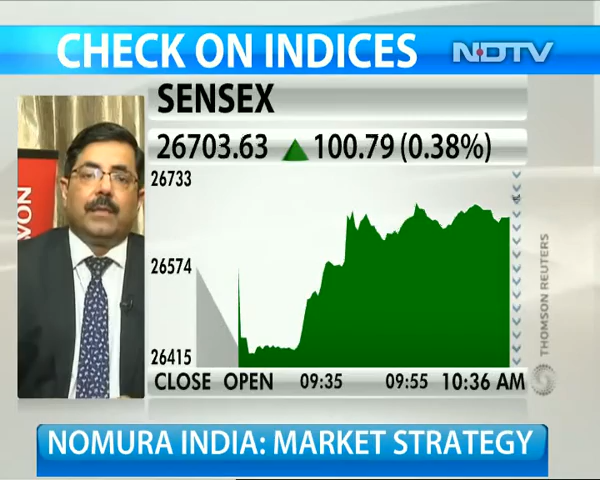 CHECK ON INDICES
NDTV
SENSEX
26703.63 ▲ 100.79 (0.38%)
26733
26574
26415
CLOSE OPEN 09:35 09:55 10:36 AM
THOMSON REUTERS
NOMURA INDIA: MARKET STRATEGY